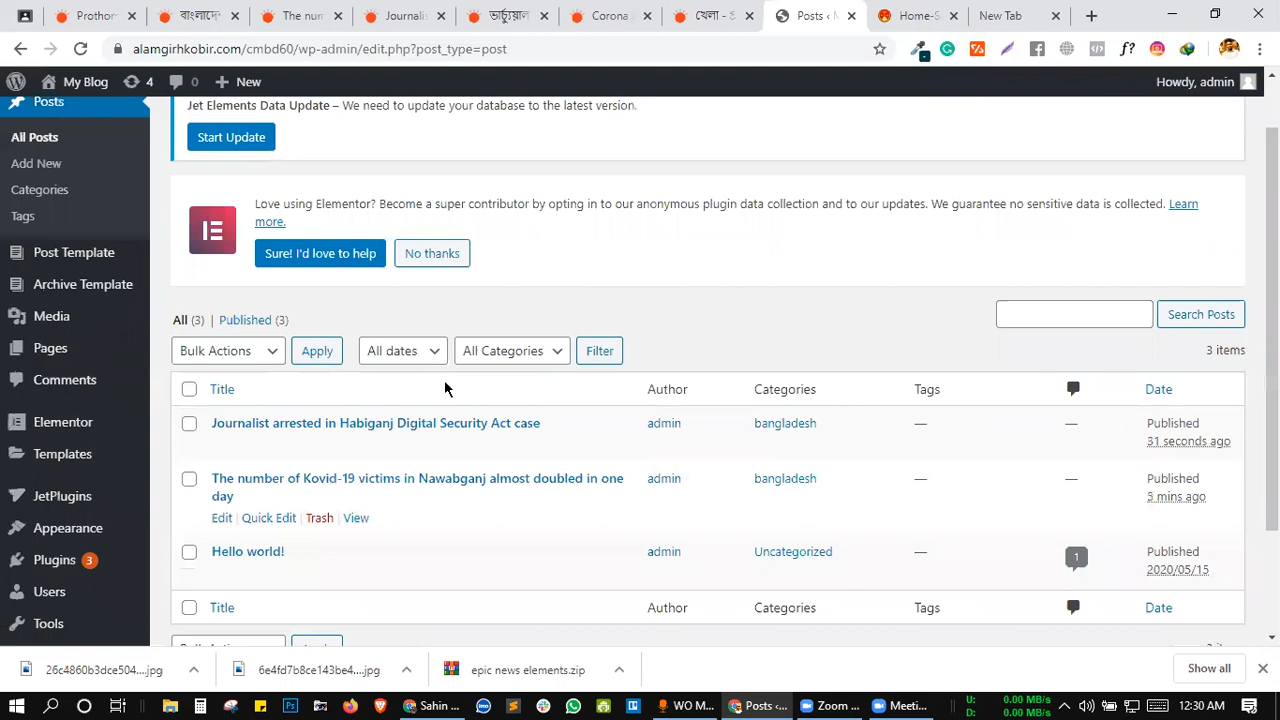 Prothom
বাংলাদে
The num
Journalis
ভার্চ্যুয়াল
Corona
খেলা - S
Posts ‹ M
Home-S
New Tab
alamgirhkobir.com/cmbd60/wp-admin/edit.php?post_type=post
f?
My Blog
4
0
New
Howdy, admin
Posts
All Posts
Add New
Categories
Tags
Post Template
Archive Template
Media
Pages
Comments
Elementor
Templates
JetPlugins
Appearance
Plugins 3
Users
Tools
Jet Elements Data Update – We need to update your database to the latest version.
Start Update
Love using Elementor? Become a super contributor by opting in to our anonymous plugin data collection and to our updates. We guarantee no sensitive data is collected. Learn
more.
Sure! I'd love to help
No thanks
All (3) | Published (3)
Search Posts
Bulk Actions
Apply
All dates
All Categories
Filter
3 items
Title
Author
Categories
Tags
Date
Journalist arrested in Habiganj Digital Security Act case
admin
bangladesh
—
—
Published
31 seconds ago
The number of Kovid-19 victims in Nawabganj almost doubled in one
day
Edit | Quick Edit | Trash | View
admin
bangladesh
—
—
Published
3 mins ago
Hello world!
admin
Uncategorized
—
1
Published
2020/05/15
Title
Author
Categories
Tags
Date
26c4860b3dce504....jpg
6e4fd7b8ce143be4....jpg
epic news elements.zip
Show all
Sahin ...
WO M...
Posts ‹...
Zoom ...
Meeti...
U: 0.00 MB/s
D: 0.00 MB/s
12:30 AM